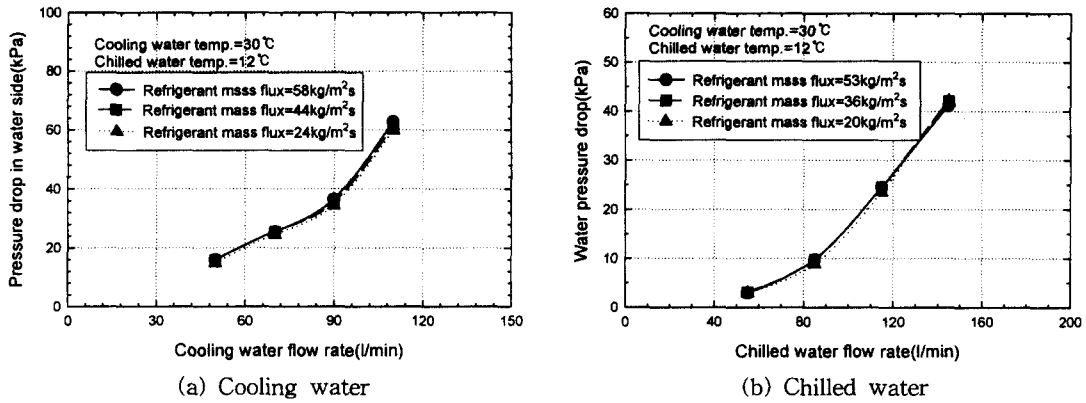 Pressure drop in water side(kPa)
100
80
60
40
20
0
Cooling water temp.=30℃
Chilled water temp.=12℃
Refrigerant msss flux=58kg/m²s
Refrigerant mass flux=44kg/m²s
Refrigerant mass flux=24kg/m²s
0 30 60 90 120 150
Cooling water flow rate(l/min)
(a) Cooling water
Water pressure drop(kPa)
60
50
40
30
20
10
0
Cooling water temp.=30℃
Chilled water temp.=12℃
Refrigerant msss flux=53kg/m²s
Refrigerant mass flux=36kg/m²s
Refrigerant mass flux=20kg/m²s
0 40 80 120 160 200
Chilled water flow rate(l/min)
(b) Chilled water